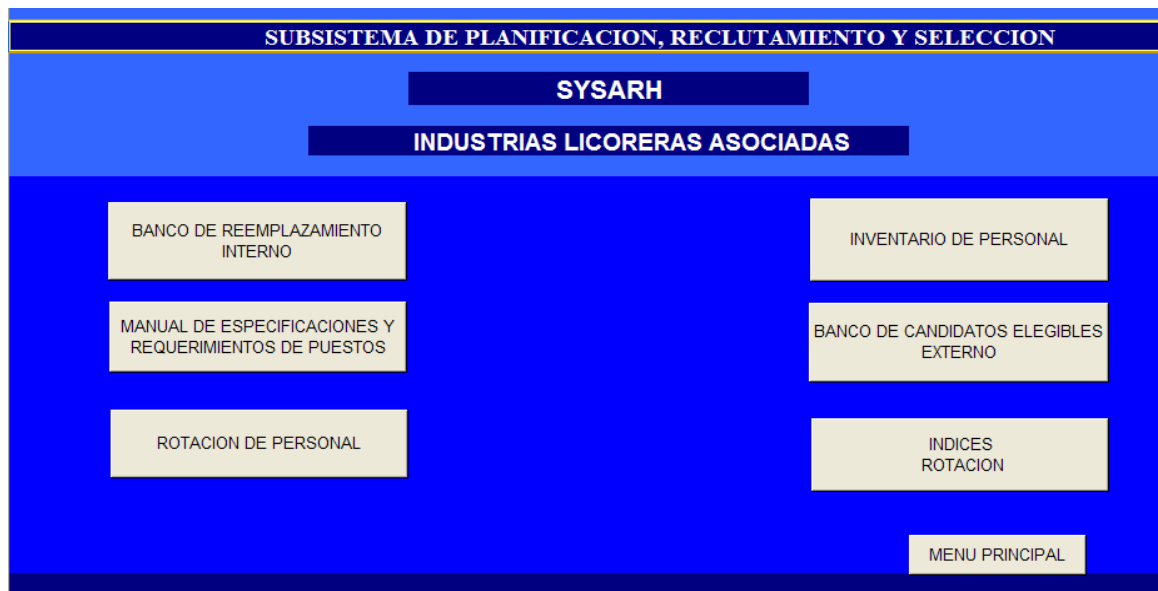 SUBSISTEMA DE PLANIFICACION, RECLUTAMIENTO Y SELECCION
SYSARH
INDUSTRIAS LICORERAS ASOCIADAS
BANCO DE REEMPLAZAMIENTO
INTERNO
INVENTARIO DE PERSONAL
MANUAL DE ESPECIFICACIONES Y
REQUERIMIENTOS DE PUESTOS
BANCO DE CANDIDATOS ELEGIBLES
EXTERNO
ROTACION DE PERSONAL
INDICES
ROTACION
MENU PRINCIPAL